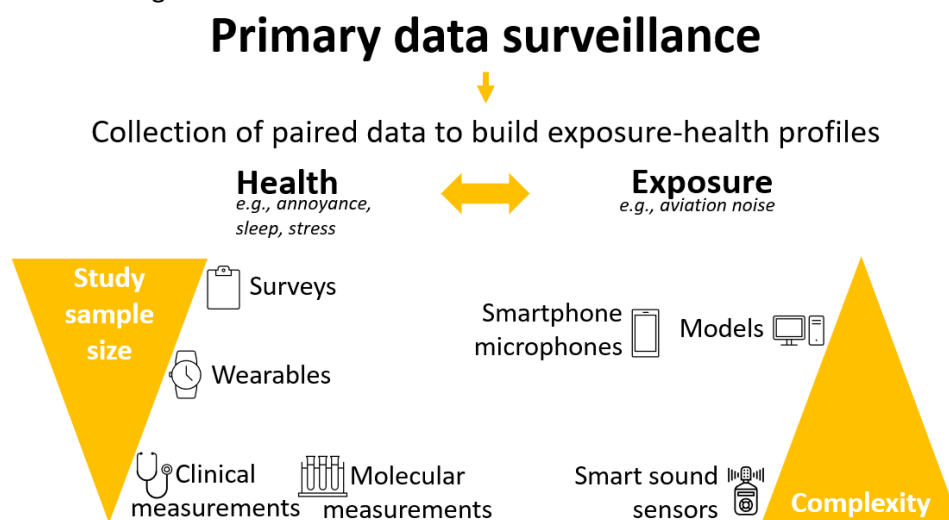 Primary data surveillance
Collection of paired data to build exposure-health profiles
Health
e.g., annoyance,
sleep, stress
Exposure
e.g., aviation noise
Study
sample
size
Surveys
Wearables
Clinical
measurements
Molecular
measurements
Smartphone
microphones
Models
Smart sound
sensors
Complexity